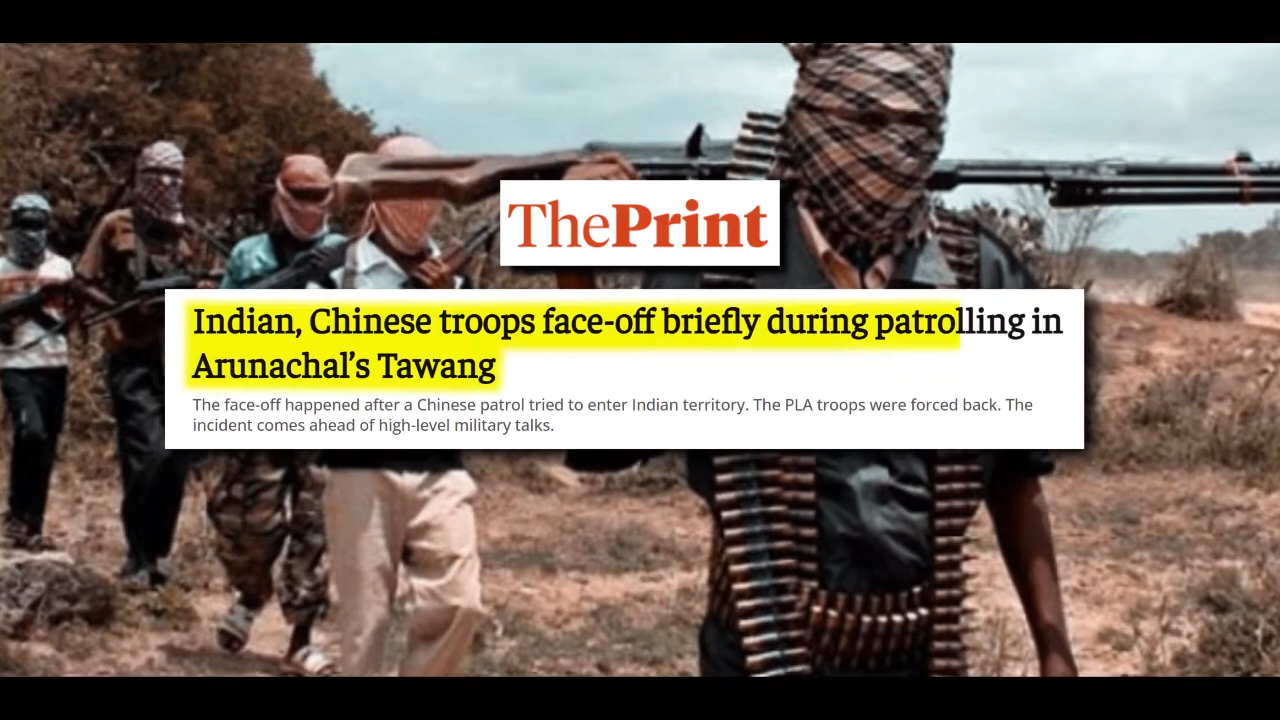 ThePrint
Indian, Chinese troops face-off briefly during patrolling in
Arunachal’s Tawang
The face-off happened after a Chinese patrol tried to enter Indian territory. The PLA troops were forced back. The
incident comes ahead of high-level military talks.